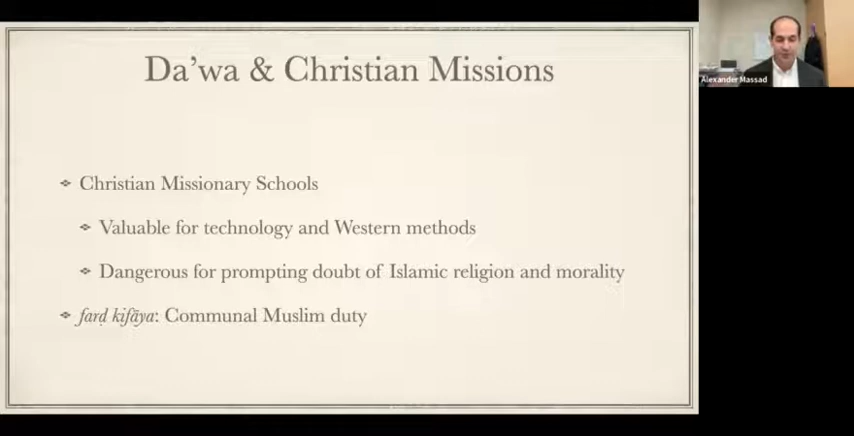 Da’wa & Christian Missions
Alexander Massad
Christian Missionary Schools
Valuable for technology and Western methods
Dangerous for prompting doubt of Islamic religion and morality
farḍ kifāya: Communal Muslim duty